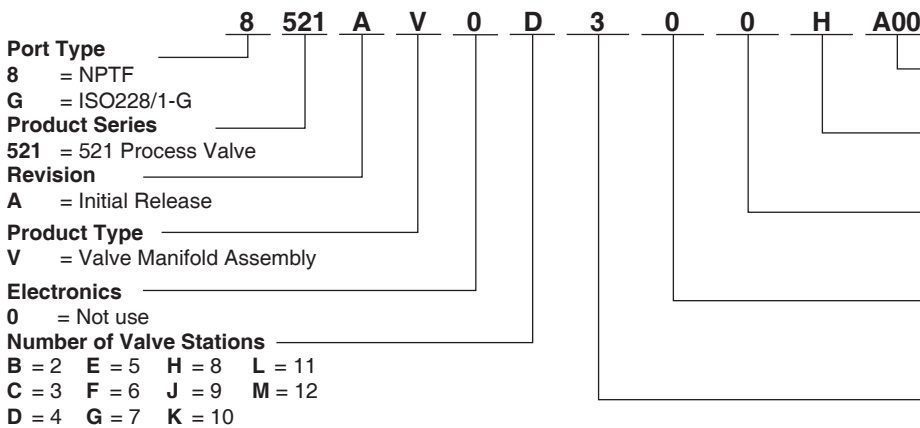 8 521 A V 0 D 3 0 0 H A00
Port Type
8 = NPTF
G = ISO228/1-G
Product Series
521 = 521 Process Valve
Revision
A = Initial Release
Product Type
V = Valve Manifold Assembly
Electronics
0 = Not use
Number of Valve Stations
B = 2 E = 5 H = 8 L = 11
C = 3 F = 6 J = 9 M = 12
D = 4 G = 7 K = 10